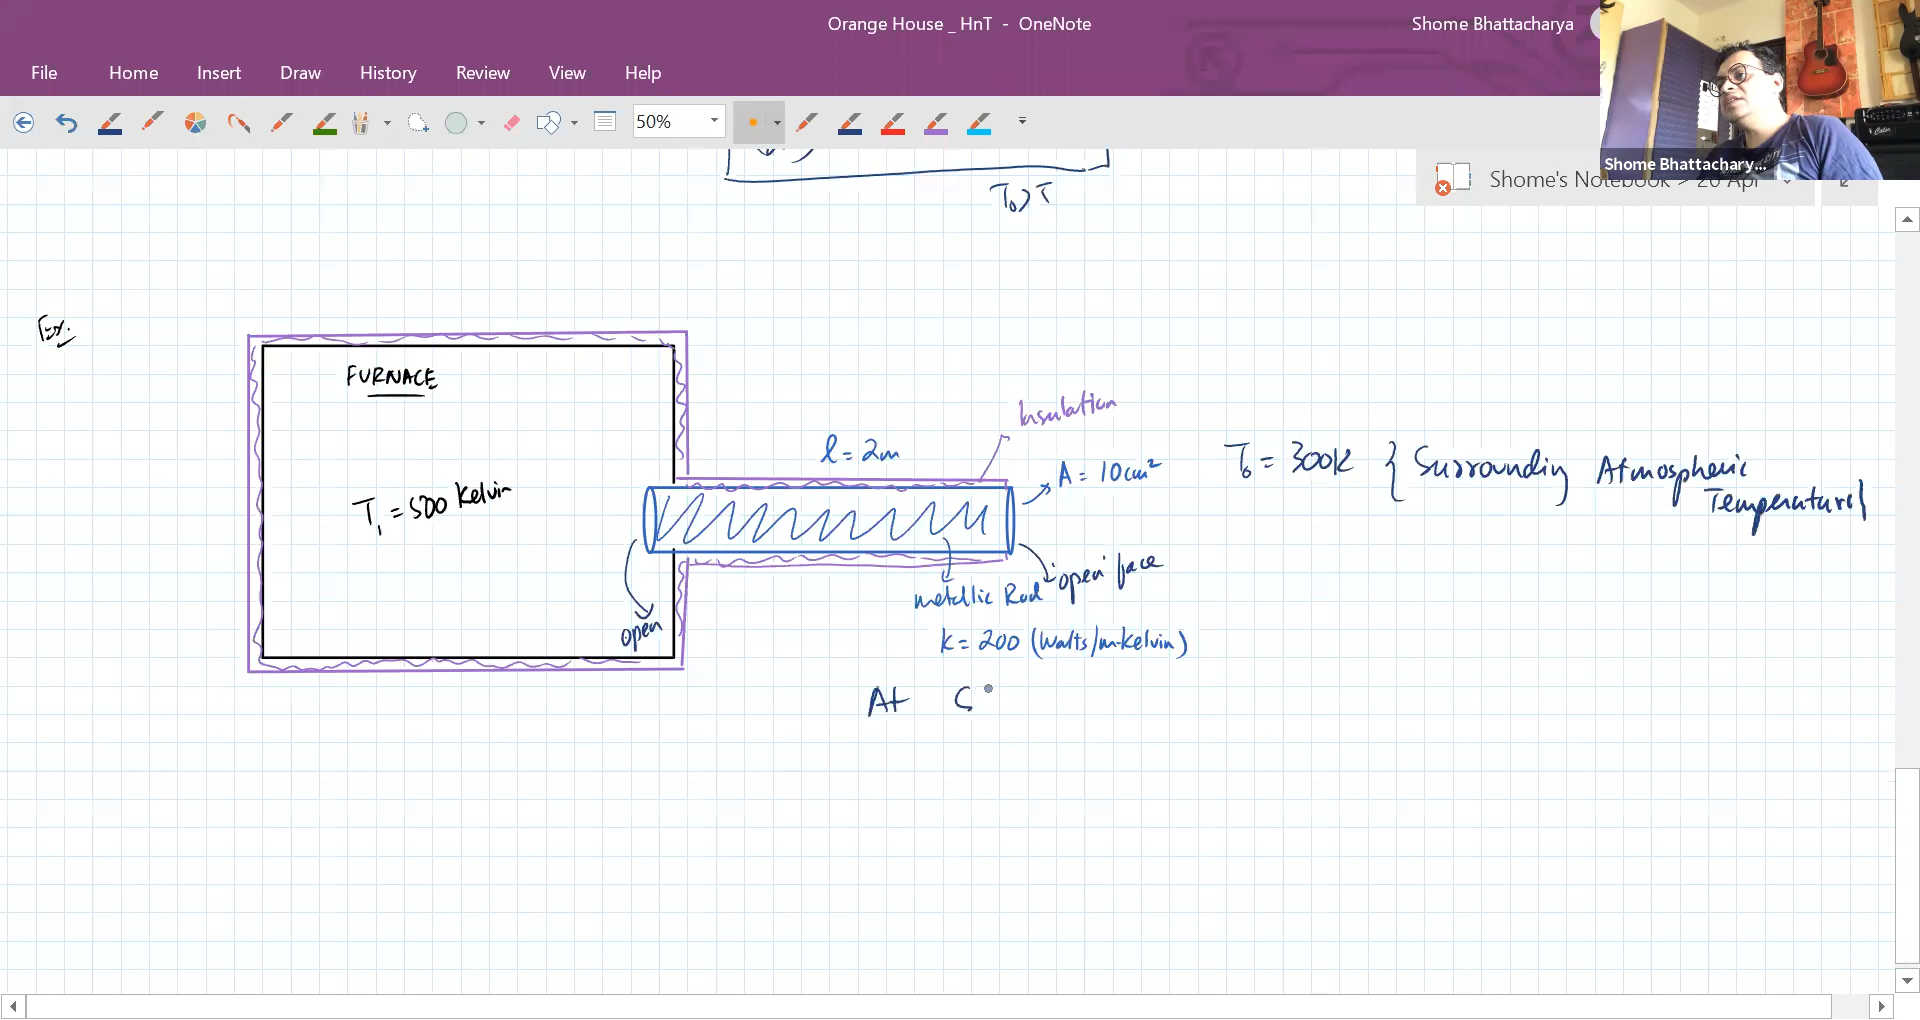 Orange House _ HnT - OneNote
Shome Bhattacharya
File Home Insert Draw History Review View Help
50%
Shome Bhattachary...
Shome's Notebook > 26 Apr
T₀ > T
Ex.
FURNACE
T₁ = 500 Kelvin
open
l = 2m
Insulation
A = 10cm²
'open' face
metallic Rod
k = 200 (Watts/m-kelvin)
T₀ = 300K { Surrounding Atmospheric
Temperature }
At S